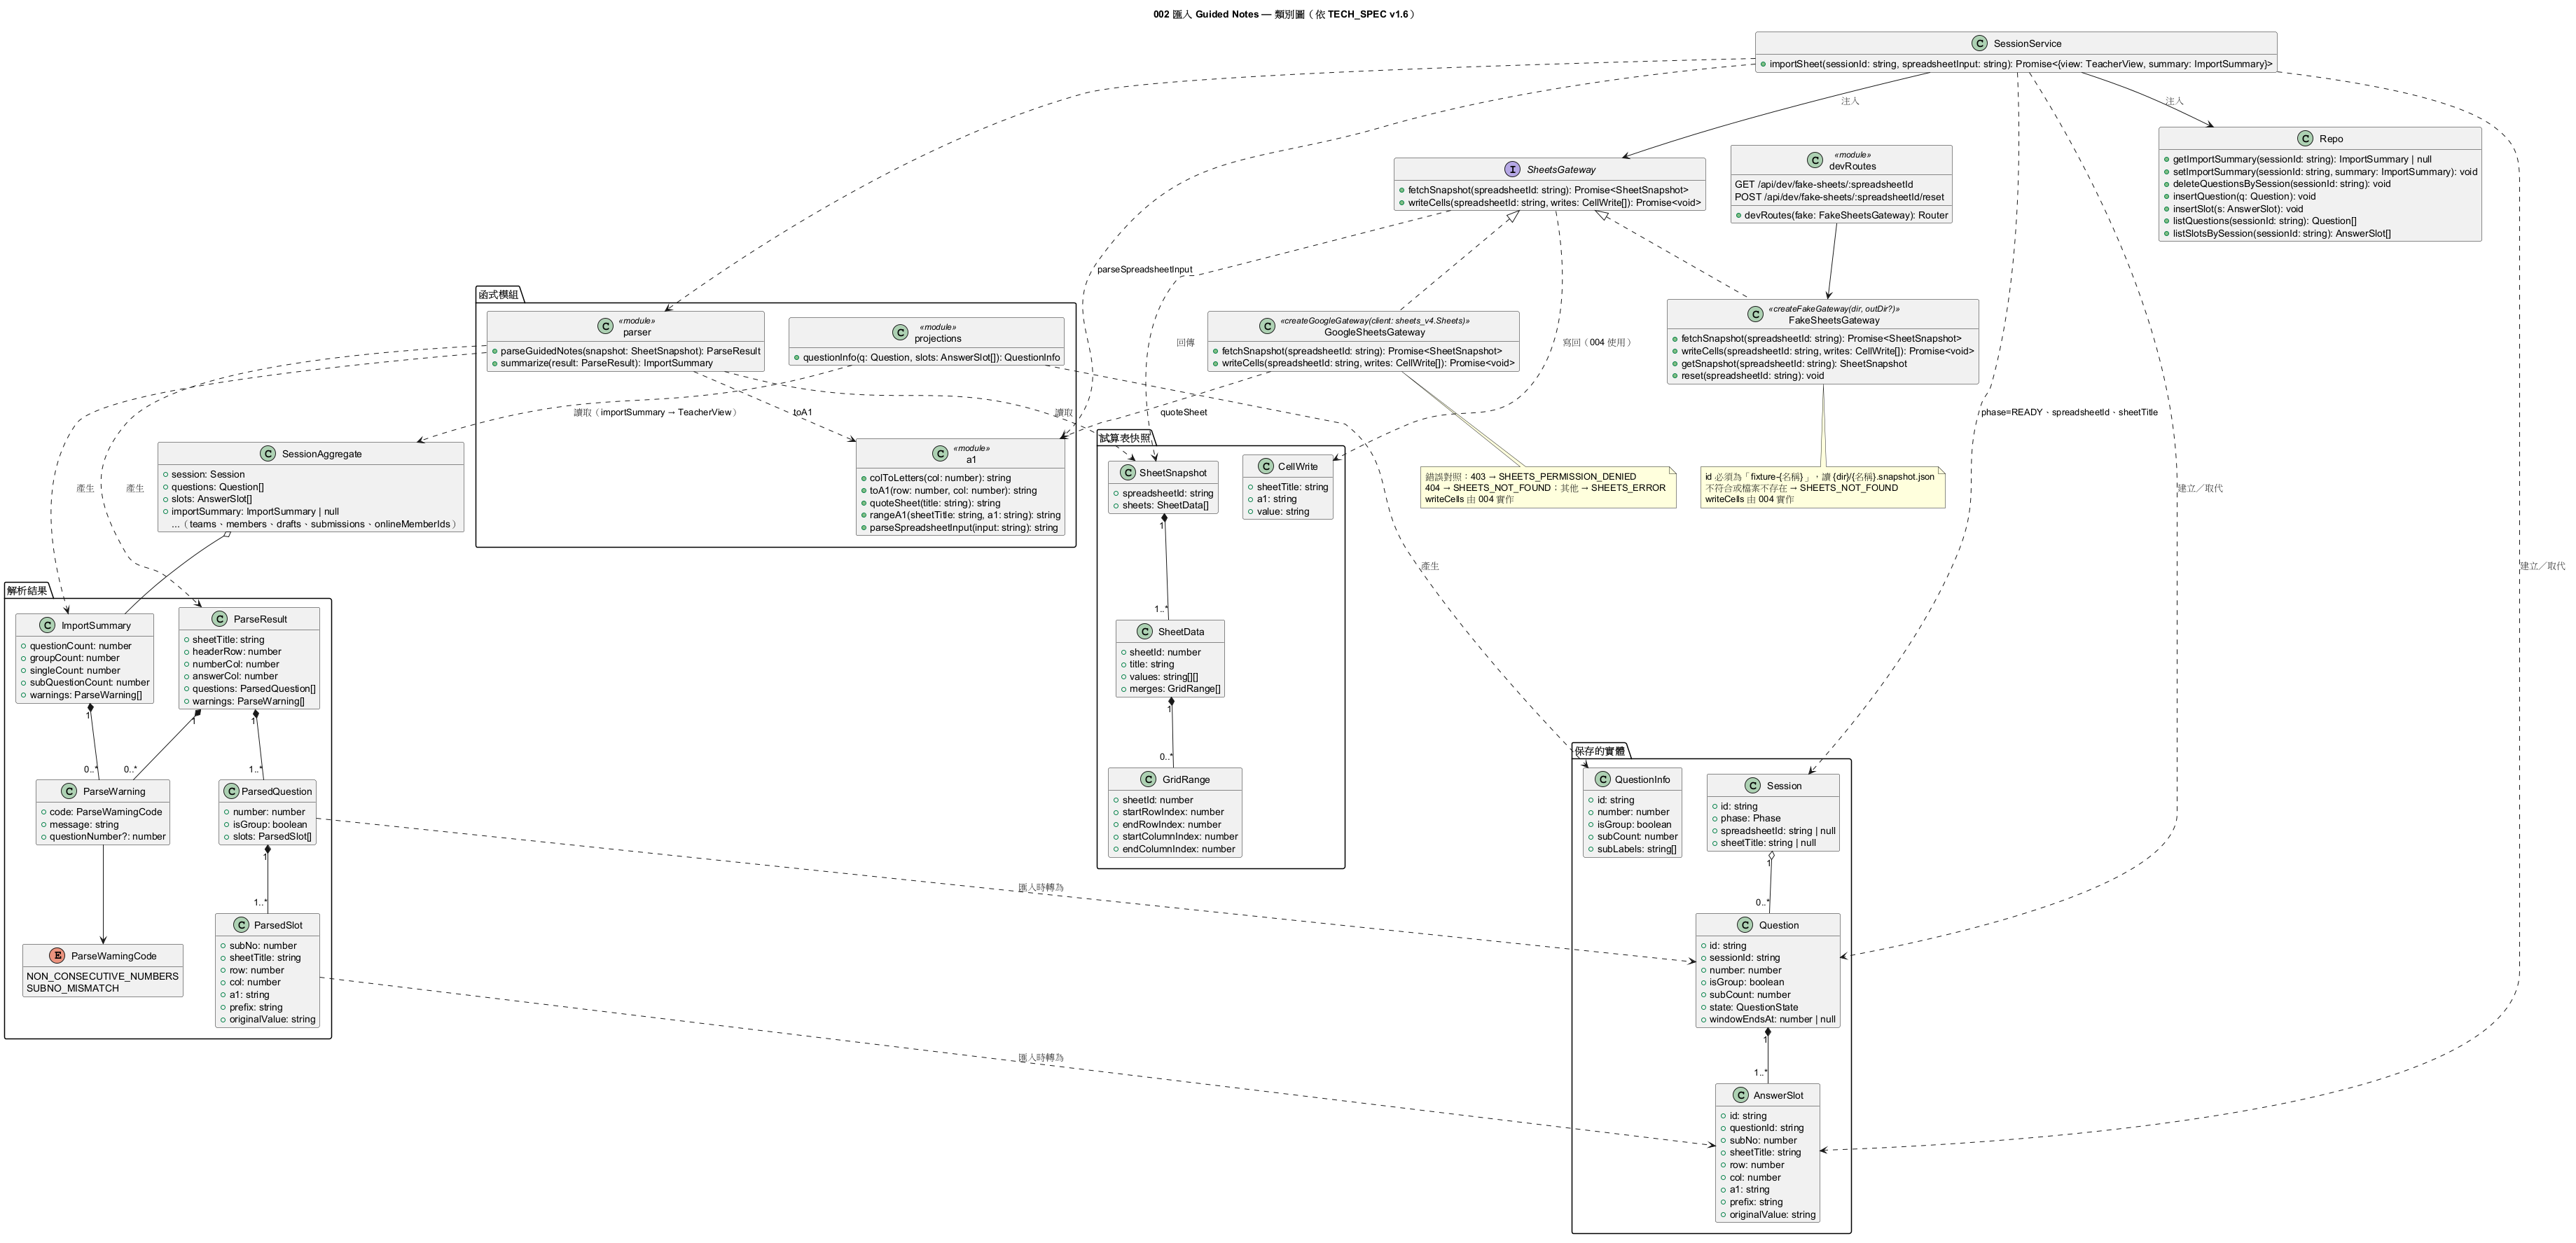 002 匯入 Guided Notes — 類別圖（依 TECH_SPEC v1.6）
C SessionService
importSheet(sessionId: string, spreadsheetInput: string): Promise<{view: TeacherView, summary: ImportSummary}>
注入
注入
I SheetsGateway
fetchSnapshot(spreadsheetId: string): Promise<SheetSnapshot>
writeCells(spreadsheetId: string, writes: CellWrite[]): Promise<void>
C «module»
devRoutes
GET /api/dev/fake-sheets/:spreadsheetId
POST /api/dev/fake-sheets/:spreadsheetId/reset
devRoutes(fake: FakeSheetsGateway): Router
C Repo
getImportSummary(sessionId: string): ImportSummary | null
setImportSummary(sessionId: string, summary: ImportSummary): void
deleteQuestionsBySession(sessionId: string): void
insertQuestion(q: Question): void
insertSlot(s: AnswerSlot): void
listQuestions(sessionId: string): Question[]
listSlotsBySession(sessionId: string): AnswerSlot[]
parseSpreadsheetInput
函式模組
C «module»
parser
parseGuidedNotes(snapshot: SheetSnapshot): ParseResult
summarize(result: ParseResult): ImportSummary
C «module»
projections
questionInfo(q: Question, slots: AnswerSlot[]): QuestionInfo
C «createGoogleGateway(client: sheets_v4.Sheets)»
GoogleSheetsGateway
fetchSnapshot(spreadsheetId: string): Promise<SheetSnapshot>
writeCells(spreadsheetId: string, writes: CellWrite[]): Promise<void>
C «createFakeGateway(dir, outDir?)»
FakeSheetsGateway
fetchSnapshot(spreadsheetId: string): Promise<SheetSnapshot>
writeCells(spreadsheetId: string, writes: CellWrite[]): Promise<void>
getSnapshot(spreadsheetId: string): SheetSnapshot
reset(spreadsheetId: string): void
回傳
寫回（004 使用）
讀取（importSummary → TeacherView）
toA1
讀取
quoteSheet
phase=READY、spreadsheetId、sheetTitle
C SessionAggregate
session: Session
questions: Question[]
slots: AnswerSlot[]
importSummary: ImportSummary | null
...（teams、members、drafts、submissions、onlineMemberIds）
C «module»
a1
colToLetters(col: number): string
toA1(row: number, col: number): string
quoteSheet(title: string): string
rangeA1(sheetTitle: string, a1: string): string
parseSpreadsheetInput(input: string): string
錯誤對照：403 → SHEETS_PERMISSION_DENIED
404 → SHEETS_NOT_FOUND；其他 → SHEETS_ERROR
writeCells 由 004 實作
id 必須為「fixture-{名稱}」，讀 {dir}/{名稱}.snapshot.json
不符合或檔案不存在 → SHEETS_NOT_FOUND
writeCells 由 004 實作
產生
產生
建立／取代
建立／取代
產生
試算表快照
C SheetSnapshot
spreadsheetId: string
sheets: SheetData[]
C CellWrite
sheetTitle: string
a1: string
value: string
1
1..*
C SheetData
sheetId: number
title: string
values: string[][]
merges: GridRange[]
1
0..*
C GridRange
sheetId: number
startRowIndex: number
endRowIndex: number
startColumnIndex: number
endColumnIndex: number
解析結果
C ImportSummary
questionCount: number
groupCount: number
singleCount: number
subQuestionCount: number
warnings: ParseWarning[]
C ParseResult
sheetTitle: string
headerRow: number
numberCol: number
answerCol: number
questions: ParsedQuestion[]
warnings: ParseWarning[]
1
1
1
0..*
0..*
1..*
C ParseWarning
code: ParseWarningCode
message: string
questionNumber?: number
C ParsedQuestion
number: number
isGroup: boolean
slots: ParsedSlot[]
1
1..*
E ParseWarningCode
NON_CONSECUTIVE_NUMBERS
SUBNO_MISMATCH
C ParsedSlot
subNo: number
sheetTitle: string
row: number
col: number
a1: string
prefix: string
originalValue: string
匯入時轉為
匯入時轉為
保存的實體
C QuestionInfo
id: string
number: number
isGroup: boolean
subCount: number
subLabels: string[]
C Session
id: string
phase: Phase
spreadsheetId: string | null
sheetTitle: string | null
1
0..*
C Question
id: string
sessionId: string
number: number
isGroup: boolean
subCount: number
state: QuestionState
windowEndsAt: number | null
1
1..*
C AnswerSlot
id: string
questionId: string
subNo: number
sheetTitle: string
row: number
col: number
a1: string
prefix: string
originalValue: string